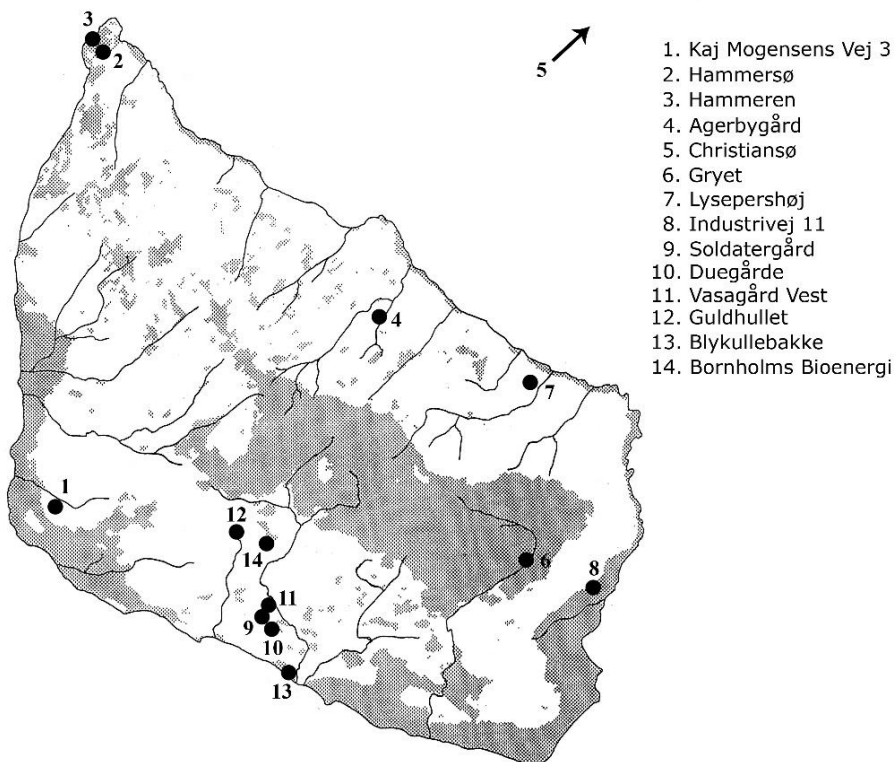 1. Kaj Mogensens Vej 3
2. Hammersø
3. Hammeren
4. Agerbygård
5. Christiansø
6. Gryet
7. Lysepershøj
8. Industrivej 11
9. Soldatergård
10. Duegårde
11. Vasagård Vest
12. Guldhullet
13. Blykullebakke
14. Bornholms Bioenergi
3
2
5
4
7
1
12
14
6
8
11
9
10
13